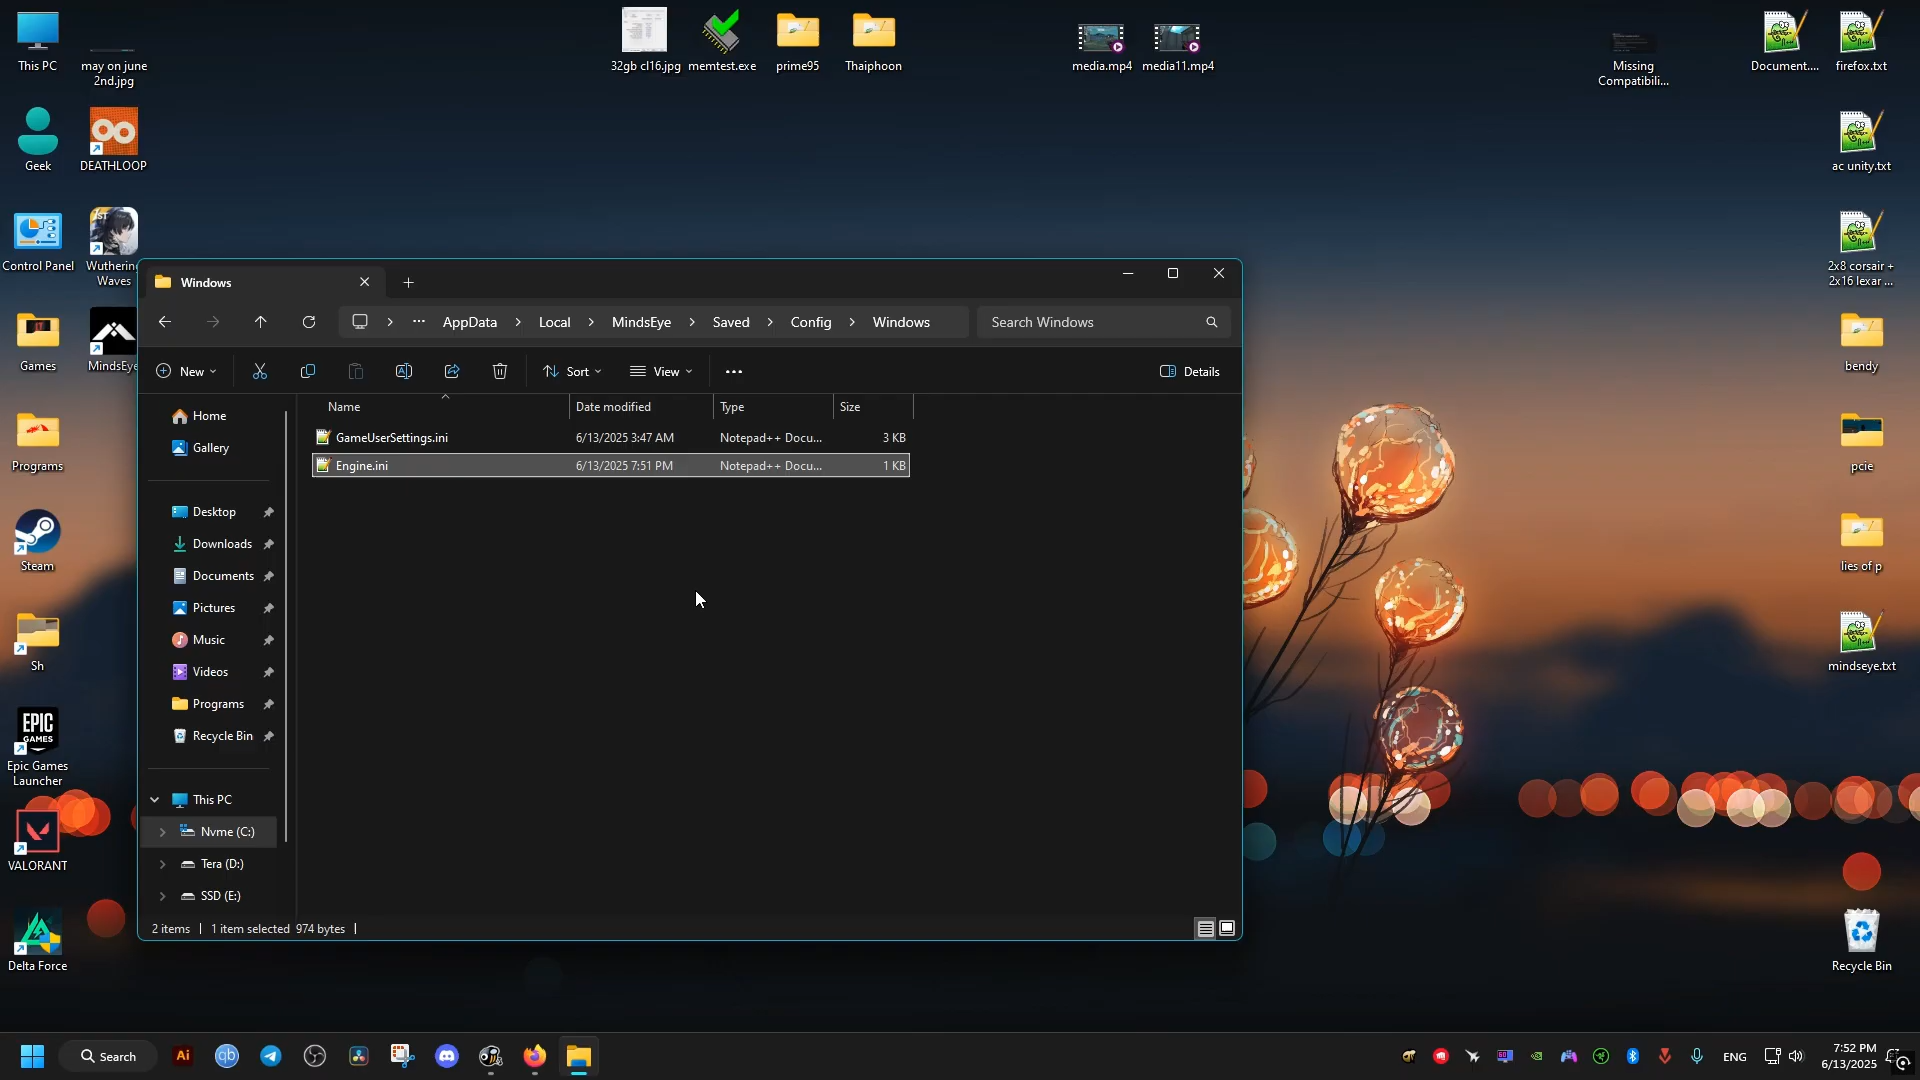 This PC
may on june
2nd.jpg
32gb cl16.jpg
memtest.exe
prime95
Thaiphoon
media.mp4
media11.mp4
Missing
Compatibili...
Document....
firefox.txt
Geek
DEATHLOOP
ac unity.txt
Control Panel
Wuthering
Waves
2x8 corsair +
2x16 lexar ...
Games
MindsEye
bendy
Programs
pcie
Steam
lies of p
Sh
mindseye.txt
EPIC
GAMES
Epic Games
Launcher
VALORANT
Delta Force
Recycle Bin
Windows
AppData
Local
MindsEye
Saved
Config
Windows
Search Windows
New
Sort
View
Details
Name
Date modified
Type
Size
GameUserSettings.ini
6/13/2025 3:47 AM
Notepad++ Docu...
3 KB
Engine.ini
6/13/2025 7:51 PM
Notepad++ Docu...
1 KB
Home
Gallery
Desktop
Downloads
Documents
Pictures
Music
Videos
Programs
Recycle Bin
This PC
Nvme (C:)
Tera (D:)
SSD (E:)
2 items
1 item selected 974 bytes
Search
Ai
qb
ENG
7:52 PM
6/13/2025